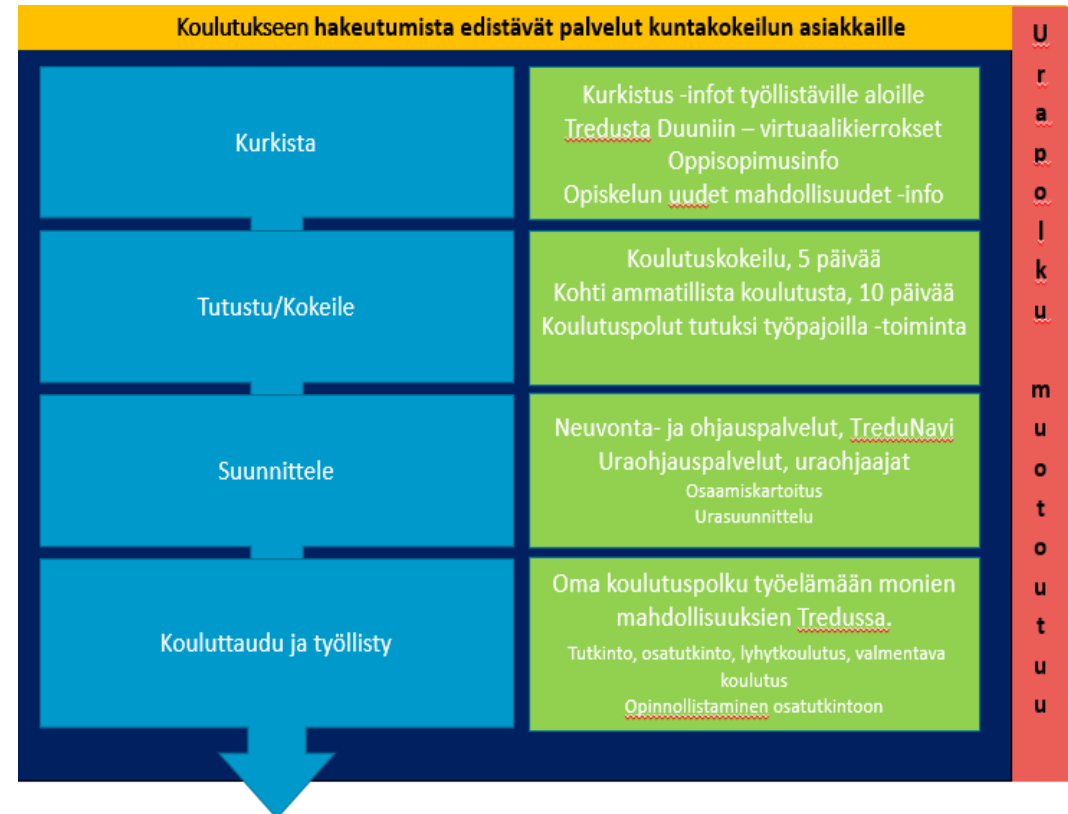 Koulutukseen hakeutumista edistävät palvelut kuntakokeilun asiakkaille
Kurkista
Kurkistus -infot työllistäville aloille
Tredusta Duuniin – virtuaalikierrokset
Oppisopimusinfo
Opiskelun uudet mahdollisuudet -info
Tutustu/Kokeile
Koulutuskokeilu, 5 päivää
Kohti ammatillista koulutusta, 10 päivää
Koulutuspolut tutuksi työpajoilla -toiminta
Suunnittele
Neuvonta- ja ohjauspalvelut, TreduNavi
Uraohjauspalvelut, uraohjaajat
Osaamiskartoitus
Urasuunnittelu
Kouluttaudu ja työllisty
Oma koulutuspolku työelämään monien
mahdollisuuksien Tredussa.
Tutkinto, osatutkinto, lyhytkoulutus, valmentava
koulutus
Opinnollistaminen osatutkintoon
Urapolku muotoutuu